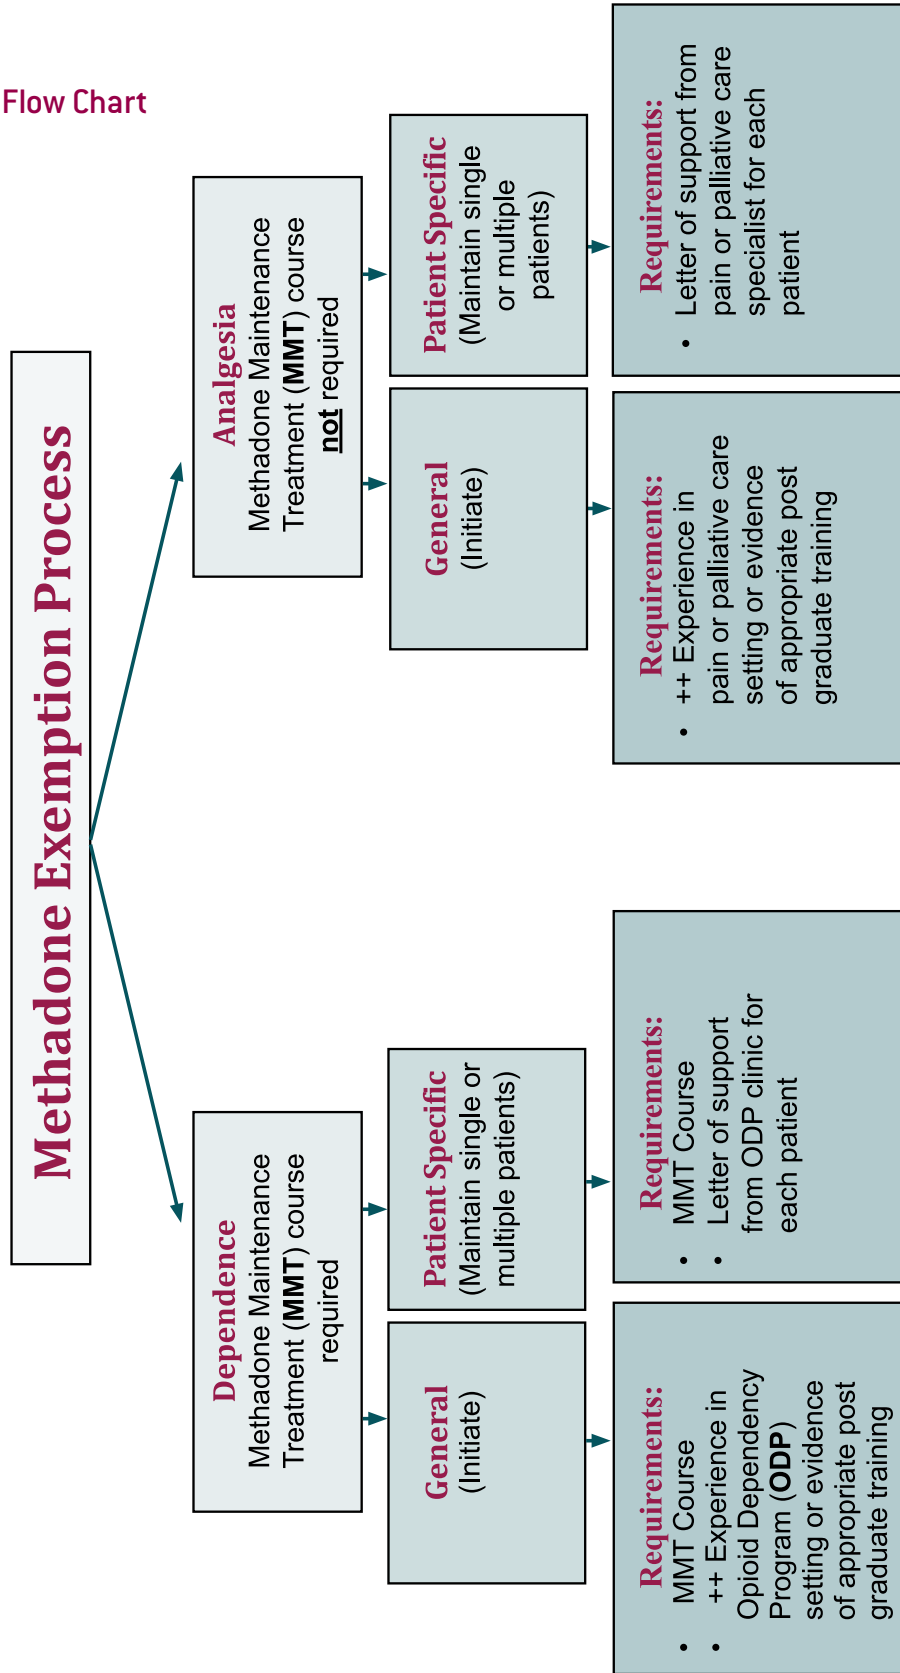 Flow Chart
Methadone Exemption Process
Dependence
Methadone Maintenance
Treatment (MMT) course
required
General
(Initiate)
Requirements:
• MMT Course
• ++ Experience in
Opioid Dependency
Program (ODP)
setting or evidence
of appropriate post
graduate training
Patient Specific
(Maintain single or
multiple patients)
Requirements:
• MMT Course
• Letter of support
from ODP clinic for
each patient
Analgesia
Methadone Maintenance
Treatment (MMT) course
not required
General
(Initiate)
Requirements:
• ++ Experience in
pain or palliative care
setting or evidence
of appropriate post
graduate training
Patient Specific
(Maintain single
or multiple
patients)
Requirements:
• Letter of support from
pain or palliative care
specialist for each
patient